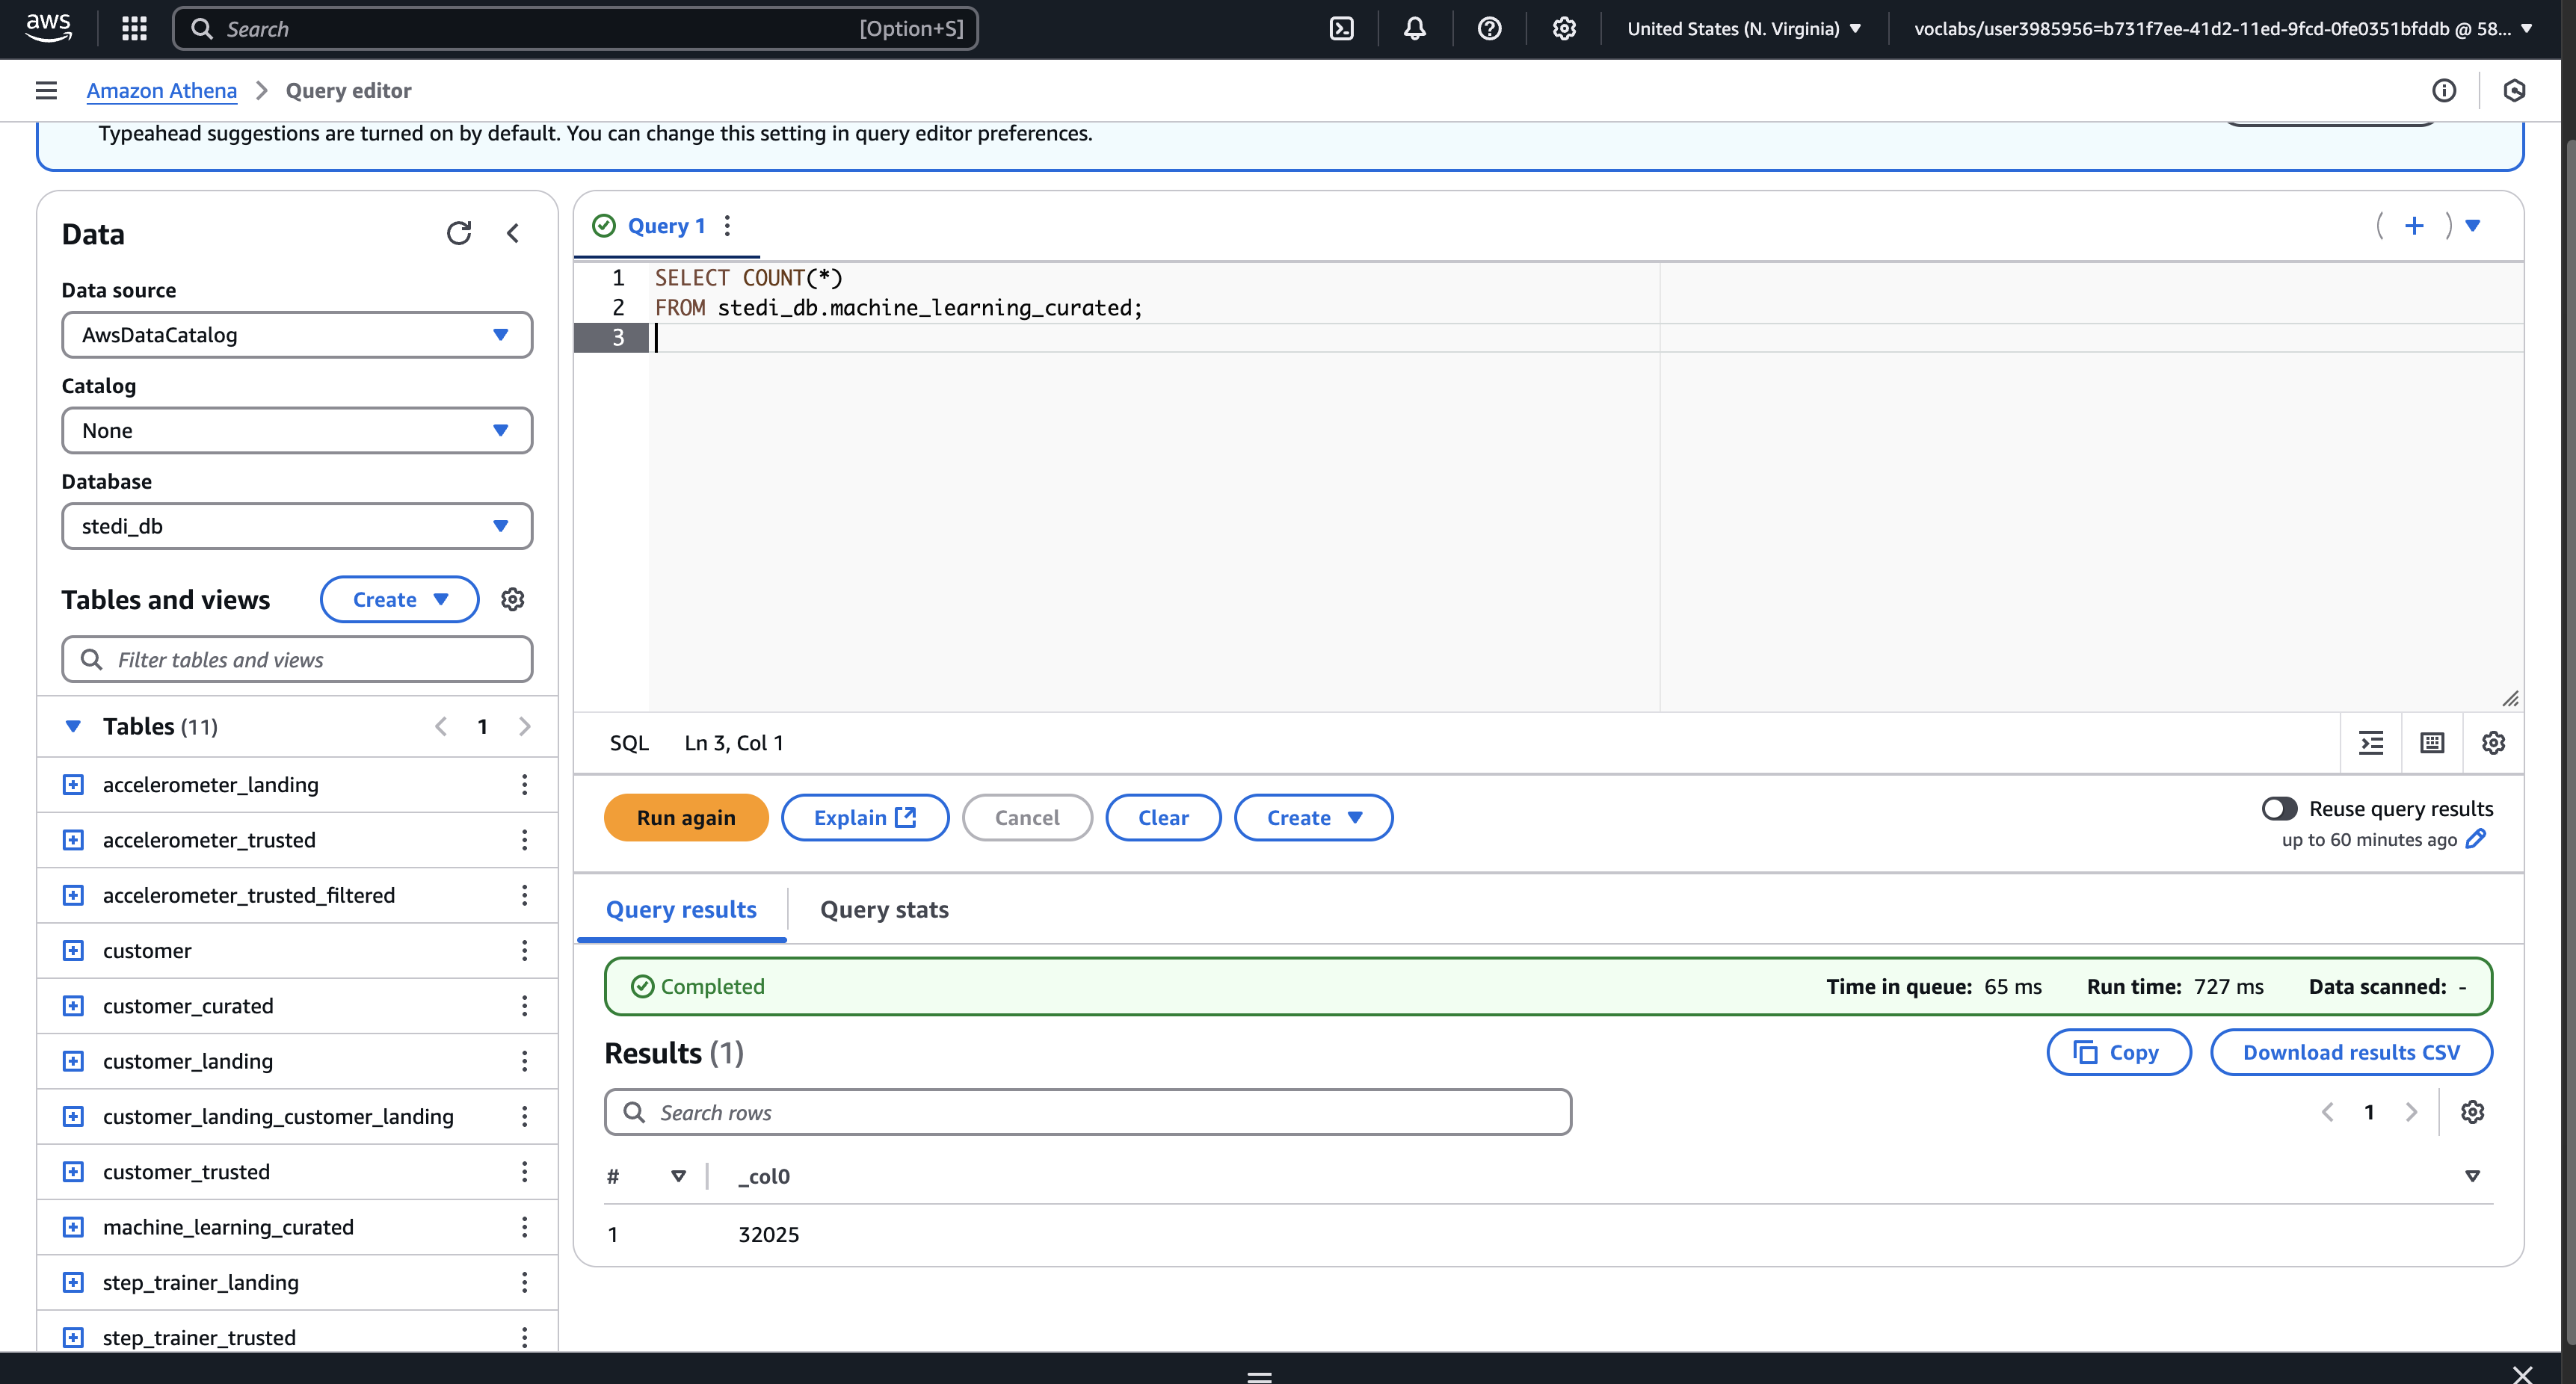 aws
Search [Option+S]
United States (N. Virginia)
voclabs/user3985956=b731f7ee-41d2-11ed-9fcd-0fe0351bfddb @ 58...
Amazon Athena > Query editor
Typeahead suggestions are turned on by default. You can change this setting in query editor preferences.
Data
Data source
AwsDataCatalog
Catalog
None
Database
stedi_db
Tables and views
Create
Filter tables and views
Tables (11)
1
accelerometer_landing
accelerometer_trusted
accelerometer_trusted_filtered
customer
customer_curated
customer_landing
customer_landing_customer_landing
customer_trusted
machine_learning_curated
step_trainer_landing
step_trainer_trusted
Query 1
1 SELECT COUNT(*)
2 FROM stedi_db.machine_learning_curated;
3
SQL Ln 3, Col 1
Run again
Explain
Cancel
Clear
Create
Reuse query results
up to 60 minutes ago
Query results
Query stats
Completed
Time in queue: 65 ms
Run time: 727 ms
Data scanned: -
Results (1)
Copy
Download results CSV
Search rows
1
# _col0
1 32025